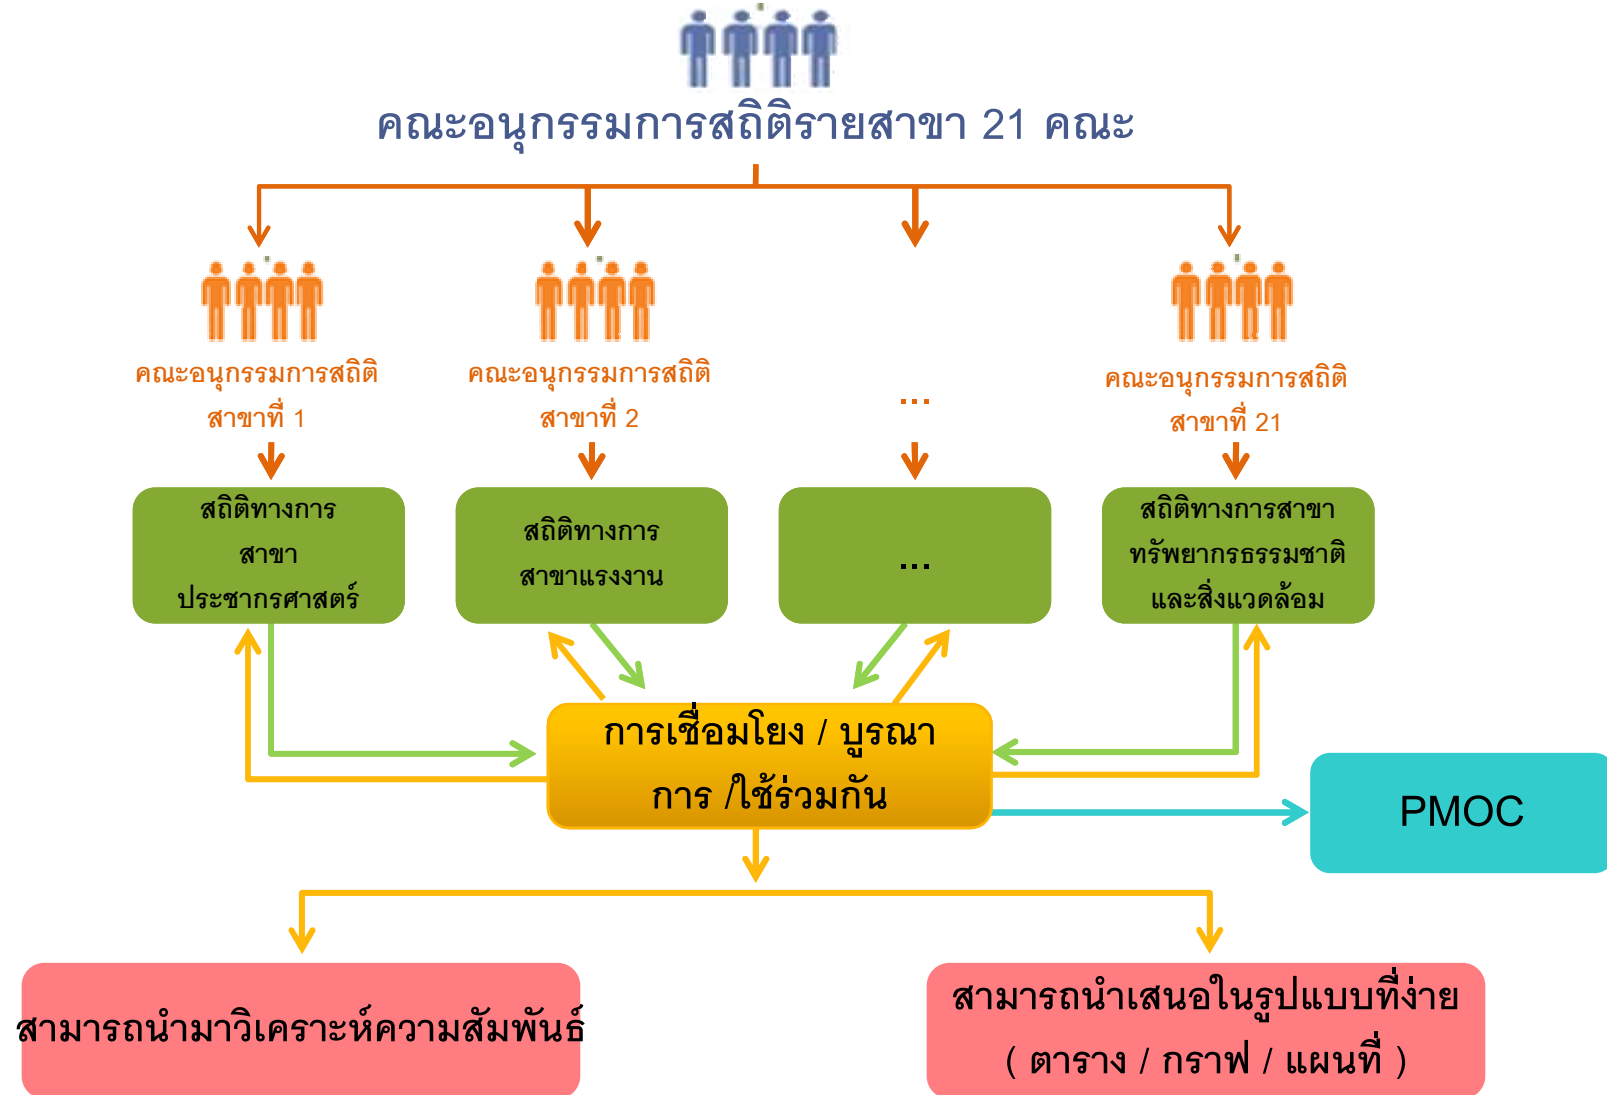 คณะอนุกรรมการสถิติรายสาขา 21 คณะ
คณะอนุกรรมการสถิติ
สาขาที่ 1
คณะอนุกรรมการสถิติ
สาขาที่ 2
...
คณะอนุกรรมการสถิติ
สาขาที่ 21
สถิติทางการ
สาขา
ประชากรศาสตร์
สถิติทางการ
สาขาแรงงาน
...
สถิติทางการสาขา
ทรัพยากรธรรมชาติ
และสิ่งแวดล้อม
การเชื่อมโยง / บูรณา
การ /ใช้ร่วมกัน
PMOC
สามารถนำมาวิเคราะห์ความสัมพันธ์
สามารถนำเสนอในรูปแบบที่ง่าย
( ตาราง / กราฟ / แผนที่ )